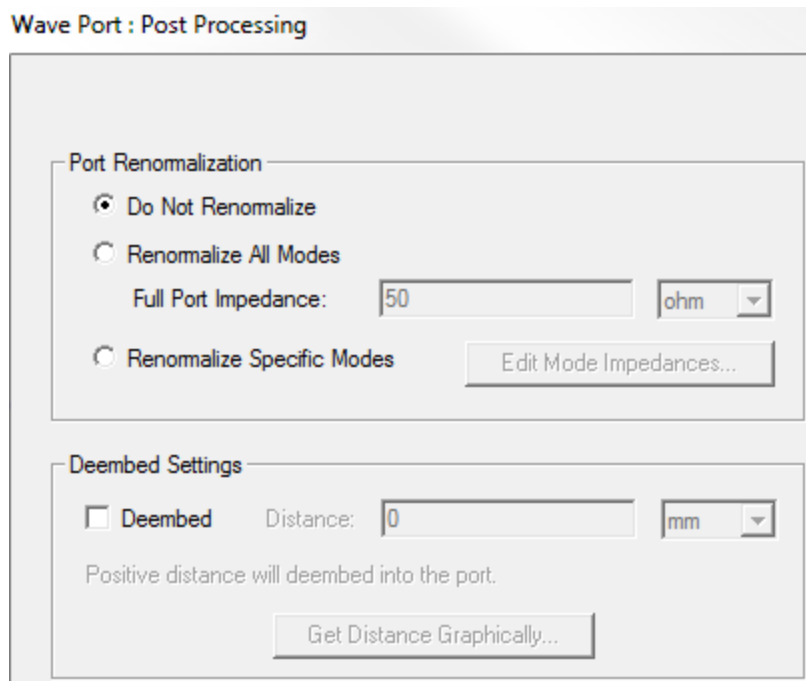 Wave Port : Post Processing
Port Renormalization
Do Not Renormalize
Renormalize All Modes
Full Port Impedance: 50 ohm
Renormalize Specific Modes Edit Mode Impedances...
Deembed Settings
Deembed Distance: 0 mm
Positive distance will deembed into the port.
Get Distance Graphically...